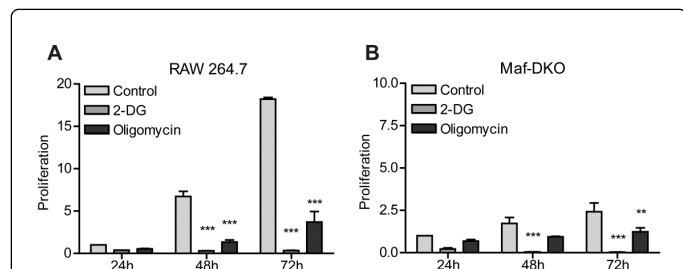 A
RAW 264.7
20
15
10
5
0
Proliferation
Control
2-DG
Oligomycin
*** ***
*** ***
24h 48h 72h
B
Maf-DKO
10.0
7.5
5.0
2.5
0.0
Proliferation
Control
2-DG
Oligomycin
***
*** **
24h 48h 72h